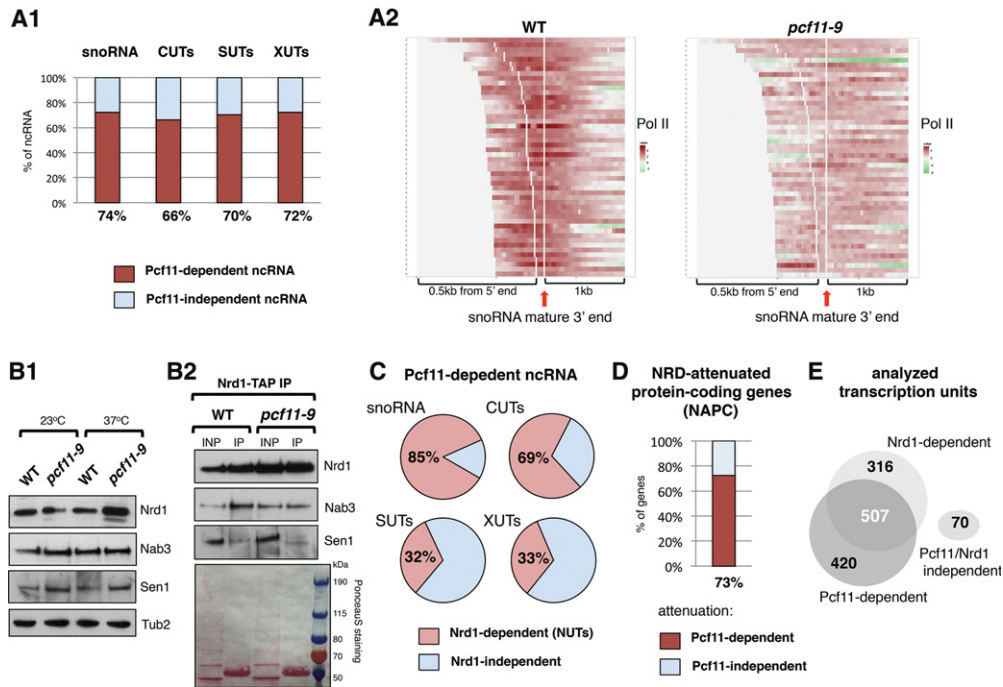 A1
snoRNA CUTs SUTs XUTs
% of ncRNA
100%
80%
60%
40%
20%
0%
74% 66% 70% 72%
Pcf11-dependent ncRNA
Pcf11-independent ncRNA
A2
WT
Pol II
0.5kb from 5' end 1kb
snoRNA mature 3' end
pcf11-9
Pol II
0.5kb from 5' end 1kb
snoRNA mature 3' end
B1
23°C 37°C
WT pcf11-9 WT pcf11-9
Nrd1
Nab3
Sen1
Tub2
B2
Nrd1-TAP IP
WT pcf11-9
INP IP INP IP
Nrd1
Nab3
Sen1
kDa
190
115
80
70
50
PonceauS staining
C Pcf11-depedent ncRNA
snoRNA CUTs
85% 69%
SUTs XUTs
32% 33%
Nrd1-dependent (NUTs)
Nrd1-independent
D NRD-attenuated
protein-coding genes
(NAPC)
% of genes
100%
80%
60%
40%
20%
0%
73%
attenuation:
Pcf11-dependent
Pcf11-independent
E analyzed
transcription units
Nrd1-dependent
316
507
70
420
Pcf11/Nrd1
independent
Pcf11-dependent